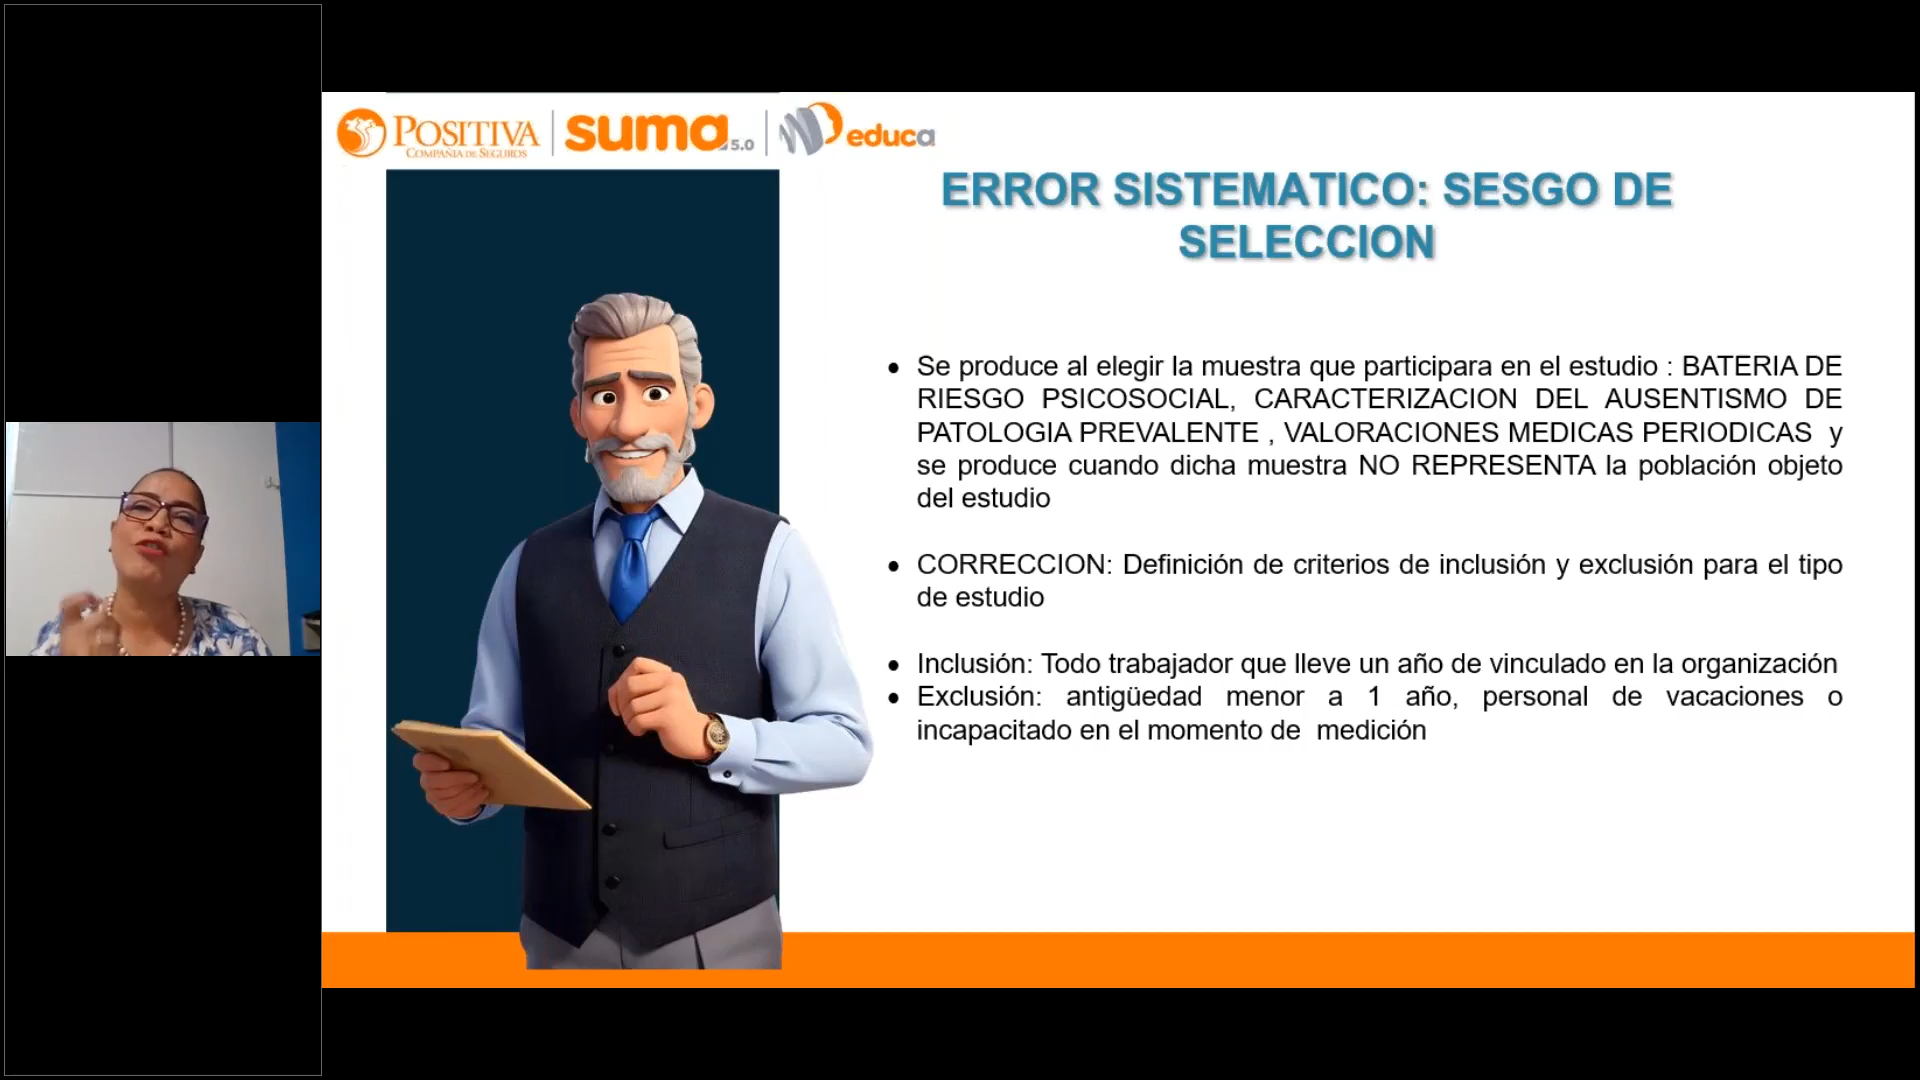 POSITIVA
COMPAÑIA DE SEGUROS
suma 5.0
educa
ERROR SISTEMATICO: SESGO DE
SELECCION
• Se produce al elegir la muestra que participara en el estudio : BATERIA DE
RIESGO PSICOSOCIAL, CARACTERIZACION DEL AUSENTISMO DE
PATOLOGIA PREVALENTE , VALORACIONES MEDICAS PERIODICAS y
se produce cuando dicha muestra NO REPRESENTA la población objeto
del estudio
• CORRECCION: Definición de criterios de inclusión y exclusión para el tipo
de estudio
• Inclusión: Todo trabajador que lleve un año de vinculado en la organización
• Exclusión: antigüedad menor a 1 año, personal de vacaciones o
incapacitado en el momento de medición